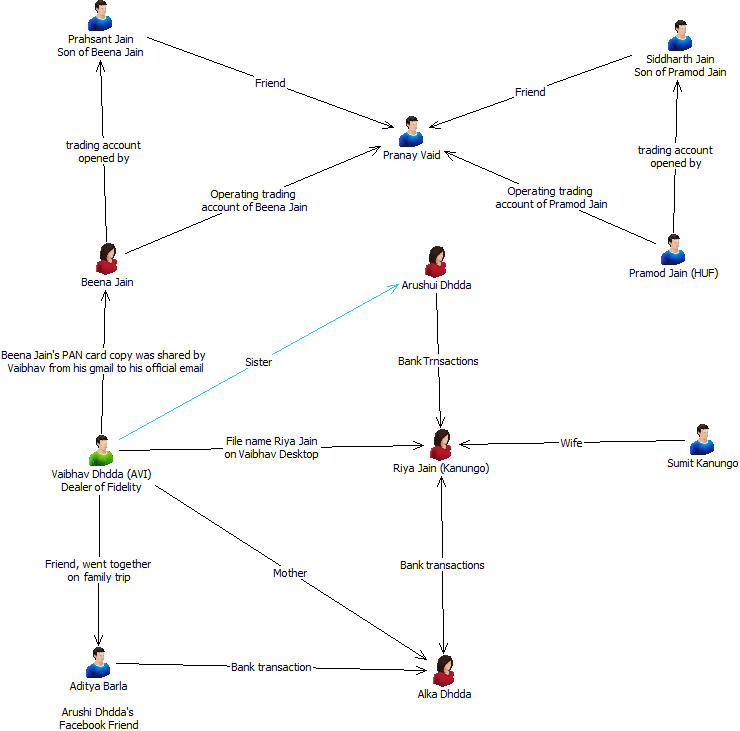 Prahsant Jain
Son of Beena Jain
Siddharth Jain
Son of Pramod Jain
Friend
Friend
Pranay Vaid
trading account
opened by
trading account
opened by
Operating trading
account of Beena Jain
Operating trading
account of Pramod Jain
Beena Jain
Arushui Dhdda
Pramod Jain (HUF)
Beena Jain's PAN card copy was shared by
Vaibhav from his gmail to his official email
Sister
Bank Trnsactions
File name Riya Jain
on Vaibhav Desktop
Wife
Vaibhav Dhdda (AVI)
Dealer of Fidelity
Riya Jain (Kanungo)
Sumit Kanungo
Friend, went together
on family trip
Mother
Bank transactions
Bank transaction
Aditya Barla
Alka Dhdda
Arushi Dhdda's
Facebook Friend